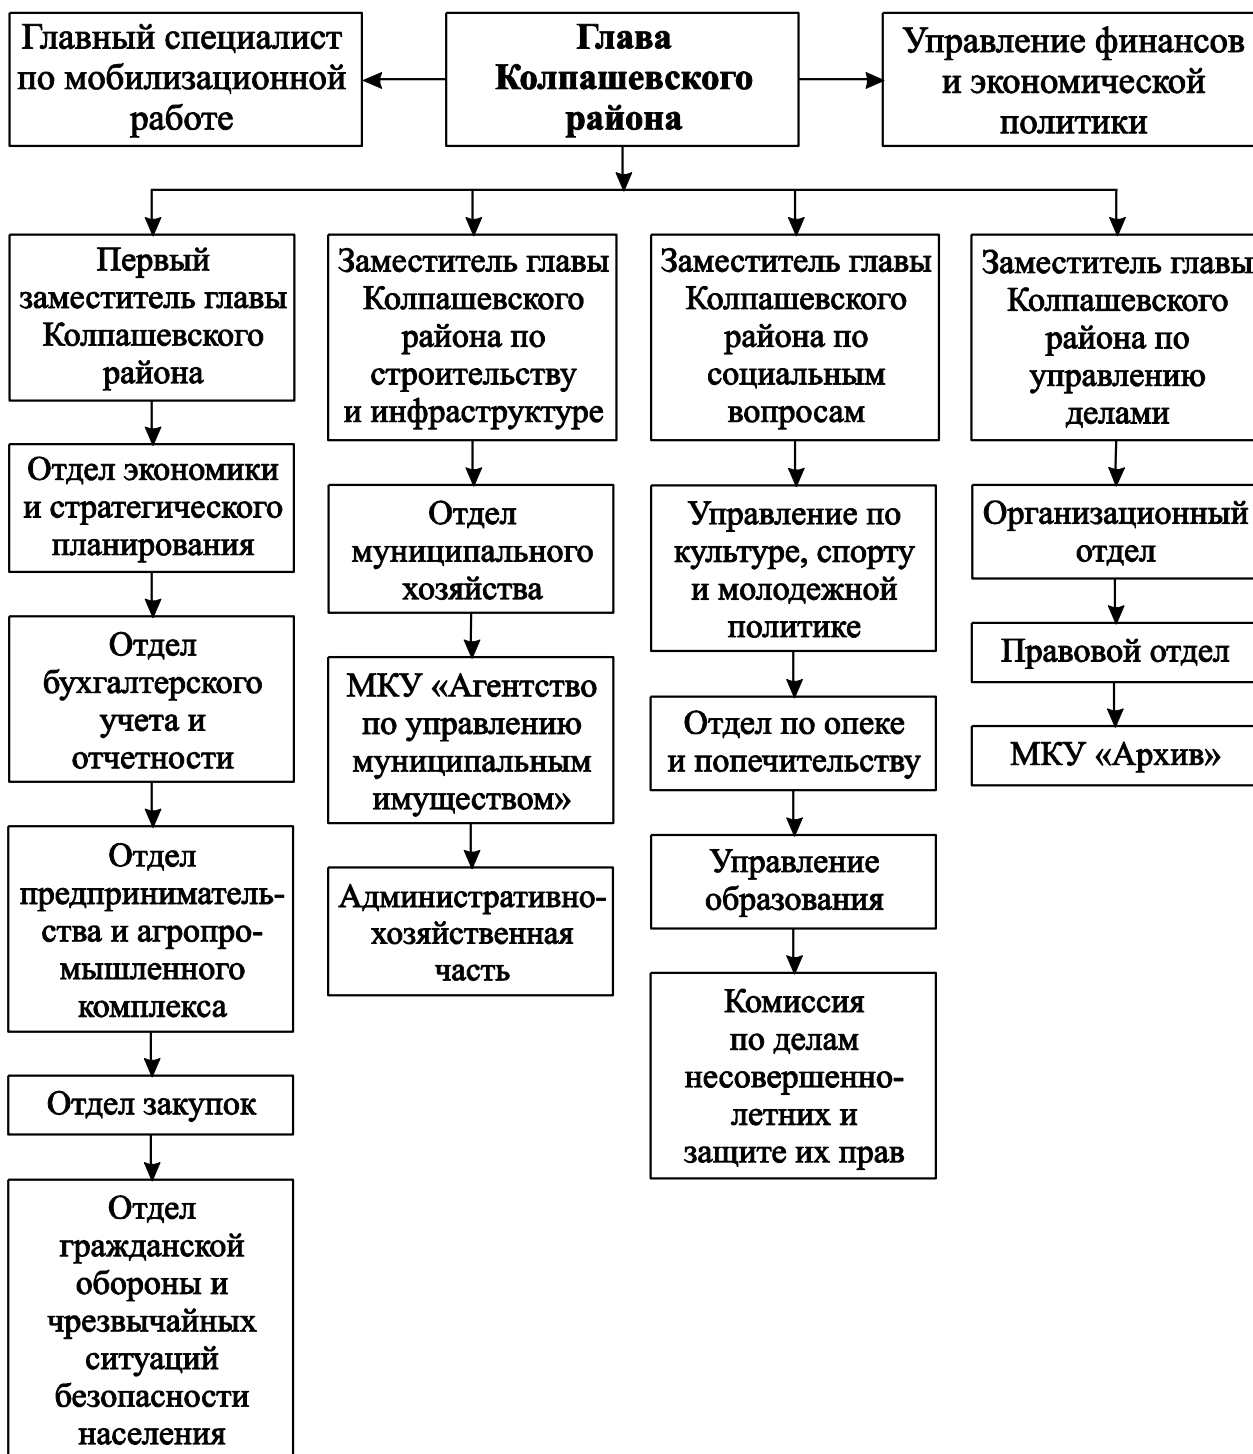 Главный специалист
по мобилизационной
работе
Глава
Колпашевского
района
Управление финансов
и экономической
политики
Первый
заместитель главы
Колпашевского
района
Отдел экономики
и стратегического
планирования
Отдел
бухгалтерского
учета и
отчетности
Отдел
предприниматель-
ства и агропро-
мышленного
комплекса
Отдел закупок
Отдел
гражданской
обороны и
чрезвычайных
ситуаций
безопасности
населения
Заместитель главы
Колпашевского
района по
строительству
и инфраструктуре
Отдел
муниципального
хозяйства
МКУ «Агентство
по управлению
муниципальным
имуществом»
Административно-
хозяйственная
часть
Заместитель главы
Колпашевского
района по
социальным
вопросам
Управление по
культуре, спорту
и молодежной
политике
Отдел по опеке
и попечительству
Управление
образования
Комиссия
по делам
несовершенно-
летних и
защите их прав
Заместитель главы
Колпашевского
района по
управлению
делами
Организационный
отдел
Правовой отдел
МКУ «Архив»